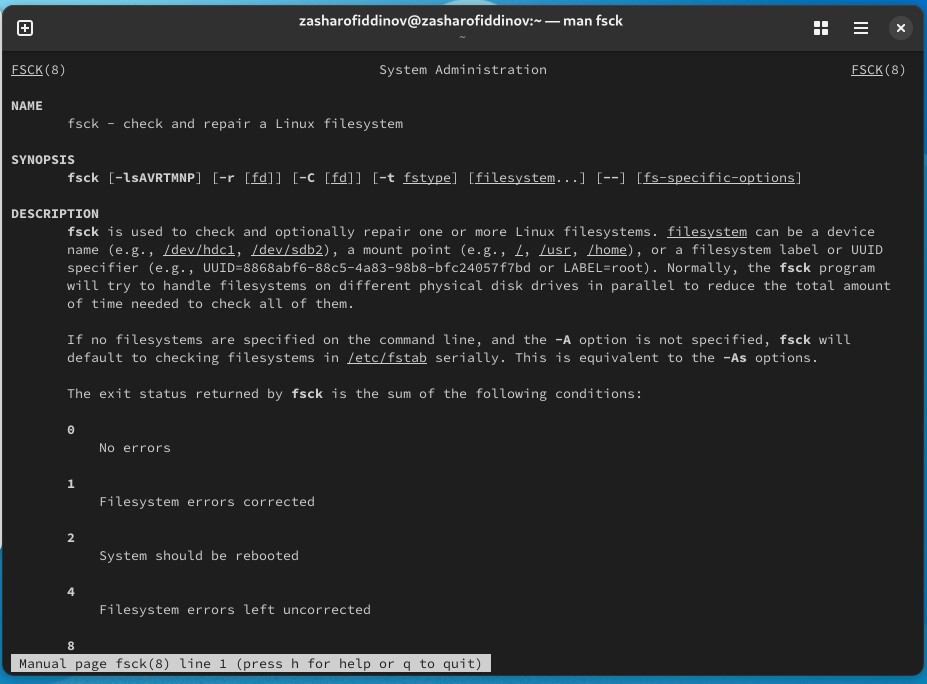 zasharofiddinov@zasharofiddinov:~ — man fsck
~
FSCK(8) System Administration FSCK(8)
NAME
fsck - check and repair a Linux filesystem
SYNOPSIS
fsck [-lsAVRTMNP] [-r [fd]] [-C [fd]] [-t fstype] [filesystem...] [--] [fs-specific-options]
DESCRIPTION
fsck is used to check and optionally repair one or more Linux filesystems. filesystem can be a device
name (e.g., /dev/hdc1, /dev/sdb2), a mount point (e.g., /, /usr, /home), or a filesystem label or UUID
specifier (e.g., UUID=8868abf6-88c5-4a83-98b8-bfc24057f7bd or LABEL=root). Normally, the fsck program
will try to handle filesystems on different physical disk drives in parallel to reduce the total amount
of time needed to check all of them.
If no filesystems are specified on the command line, and the -A option is not specified, fsck will
default to checking filesystems in /etc/fstab serially. This is equivalent to the -As options.
The exit status returned by fsck is the sum of the following conditions:
0
No errors
1
Filesystem errors corrected
2
System should be rebooted
4
Filesystem errors left uncorrected
8
Manual page fsck(8) line 1 (press h for help or q to quit)